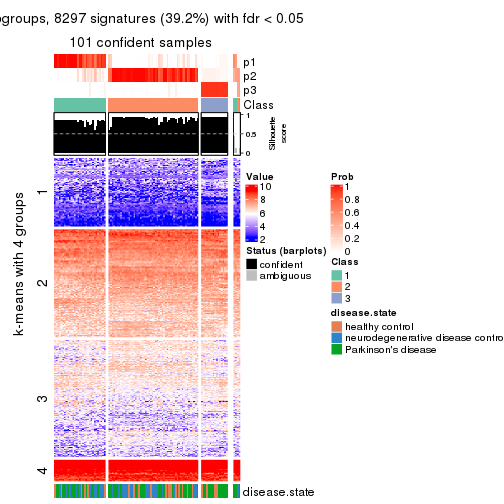 ogroups, 8297 signatures (39.2%) with fdr < 0.05
101 confident samples
p1
p2
p3
Class
1
0.5
0
Silhouette
score
k-means with 4 groups
1
2
3
4
disease.state
Value
10
8
6
4
2
Status (barplots)
confident
ambiguous
Prob
1
0.8
0.6
0.4
0.2
0
Class
1
2
3
disease.state
healthy control
neurodegenerative disease contro
Parkinson's disease